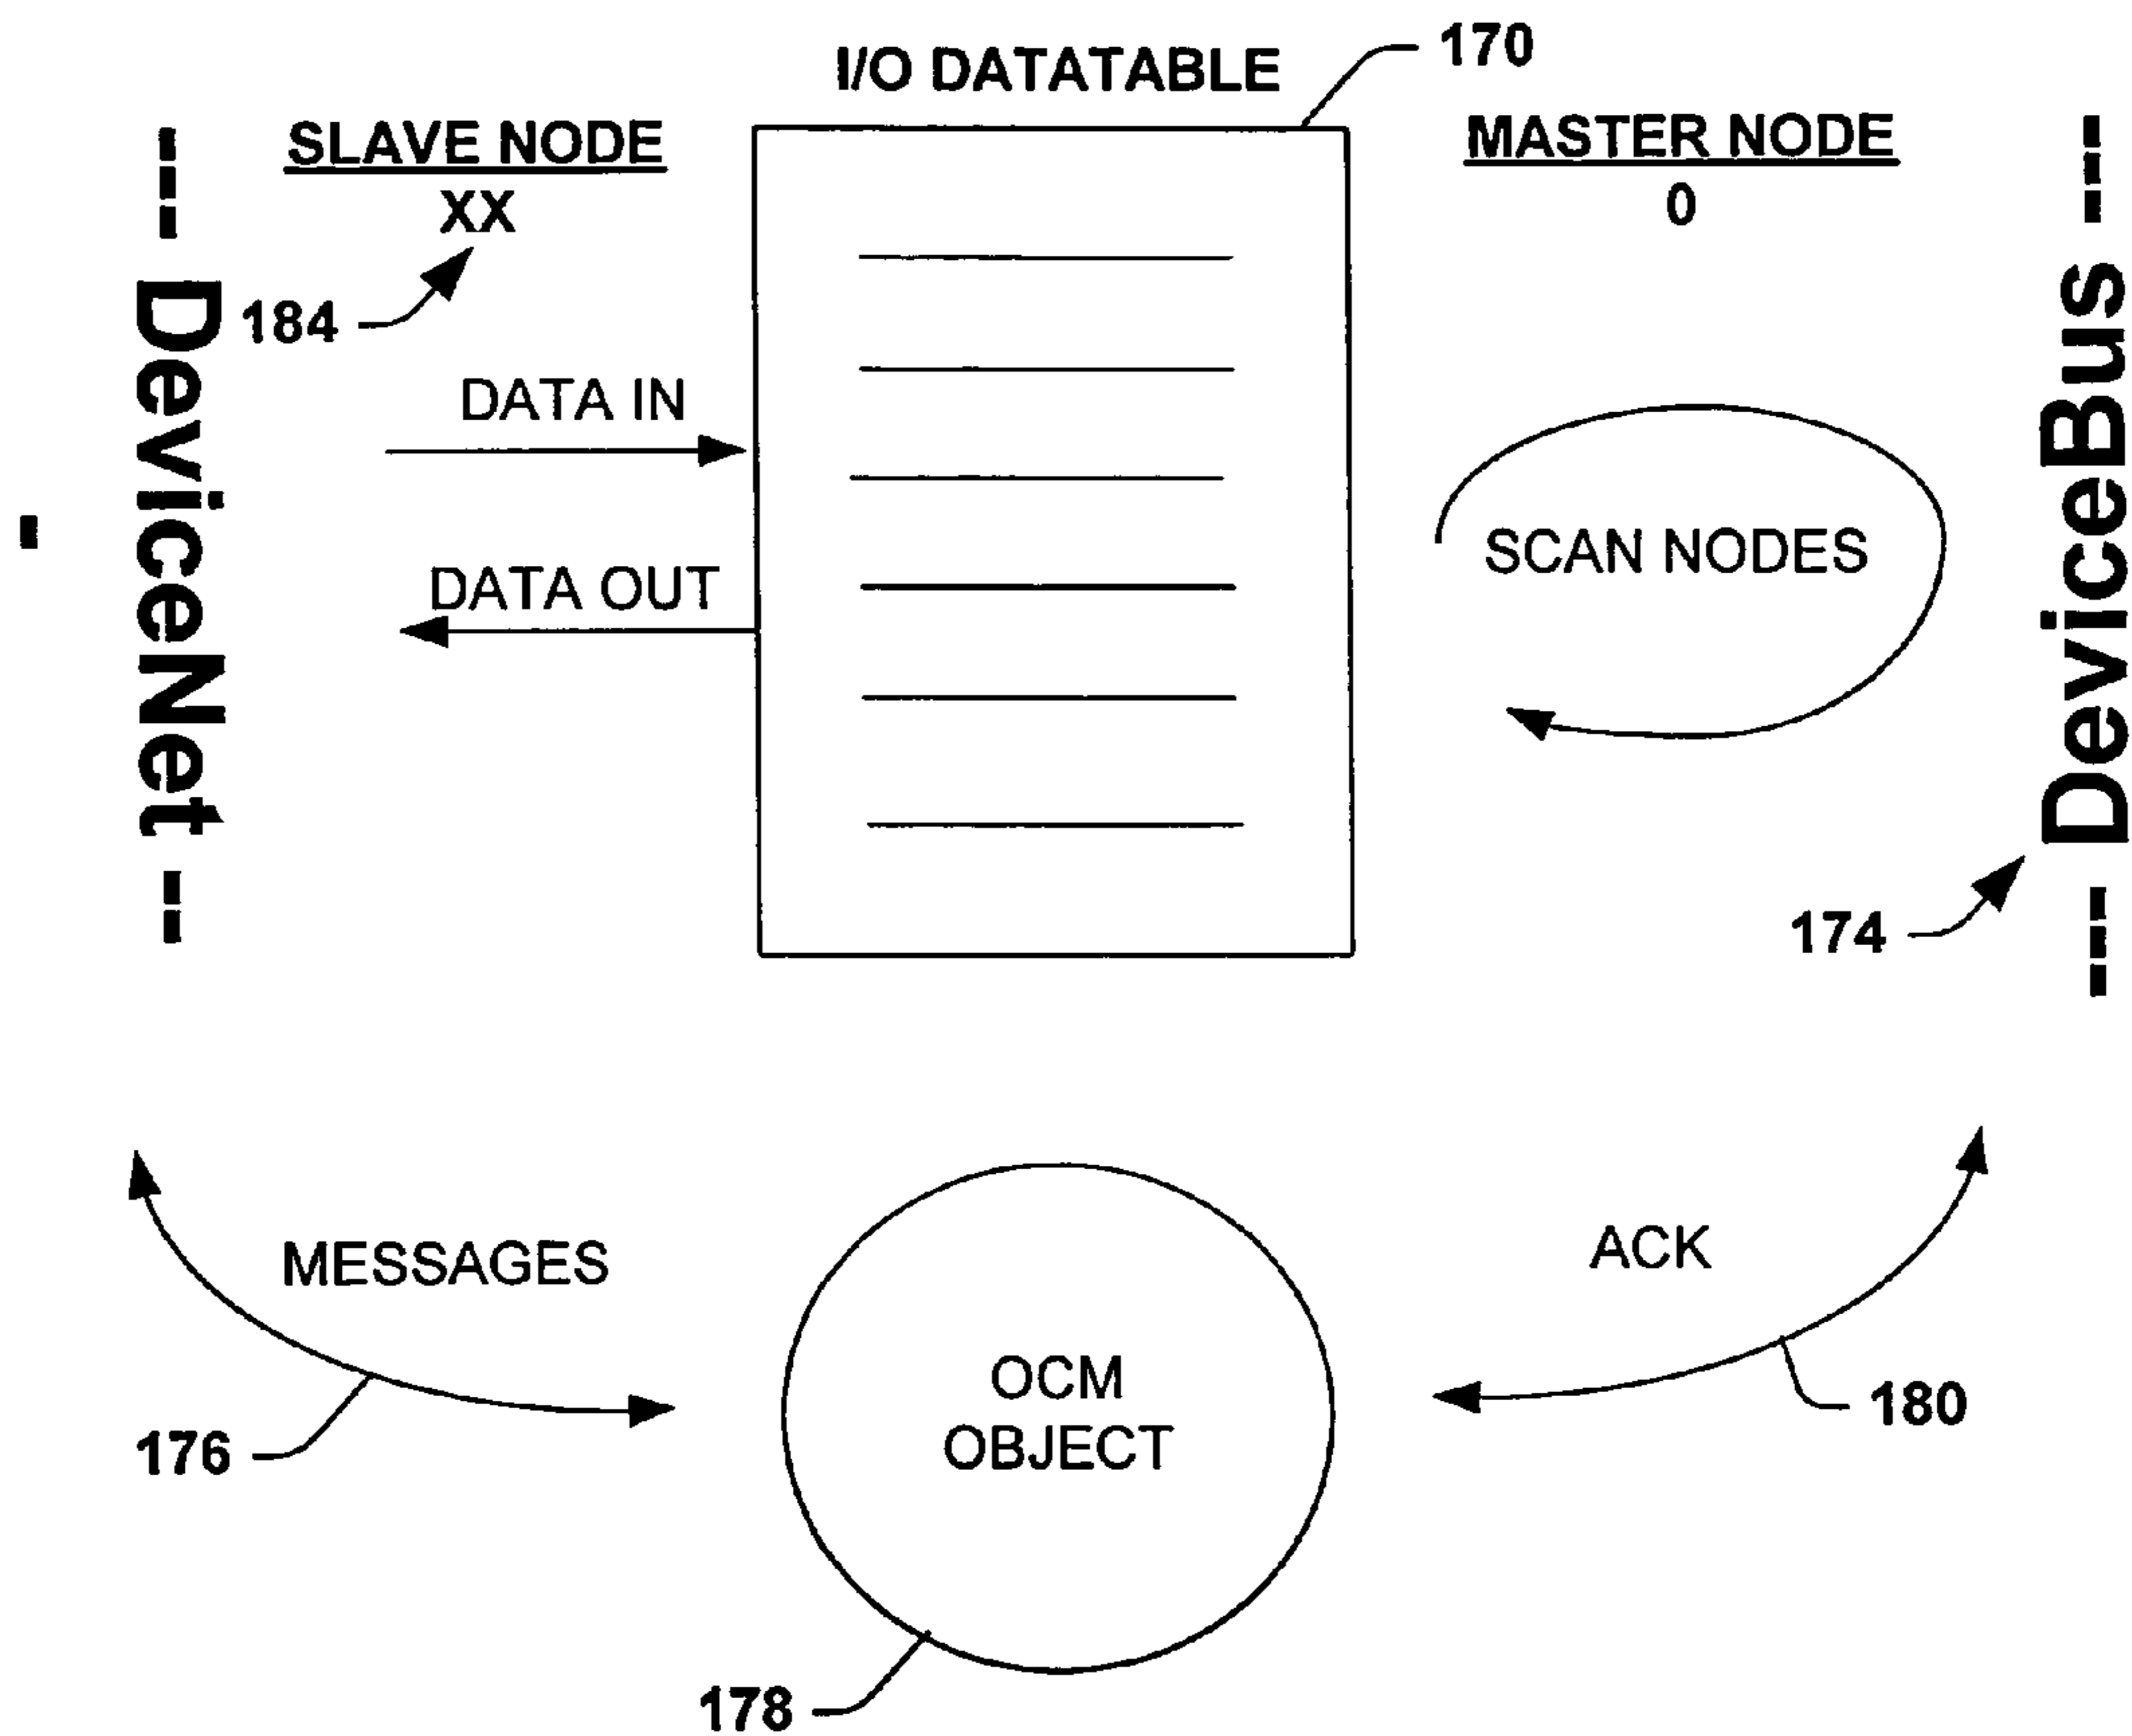 I/O DATATABLE
170
SLAVE NODE
XX
184
MASTER NODE
0
--- DeviceNet --
DATA IN
DATA OUT
SCAN NODES
--- DeviceBus ---
174
MESSAGES
176
OCM
OBJECT
178
ACK
180